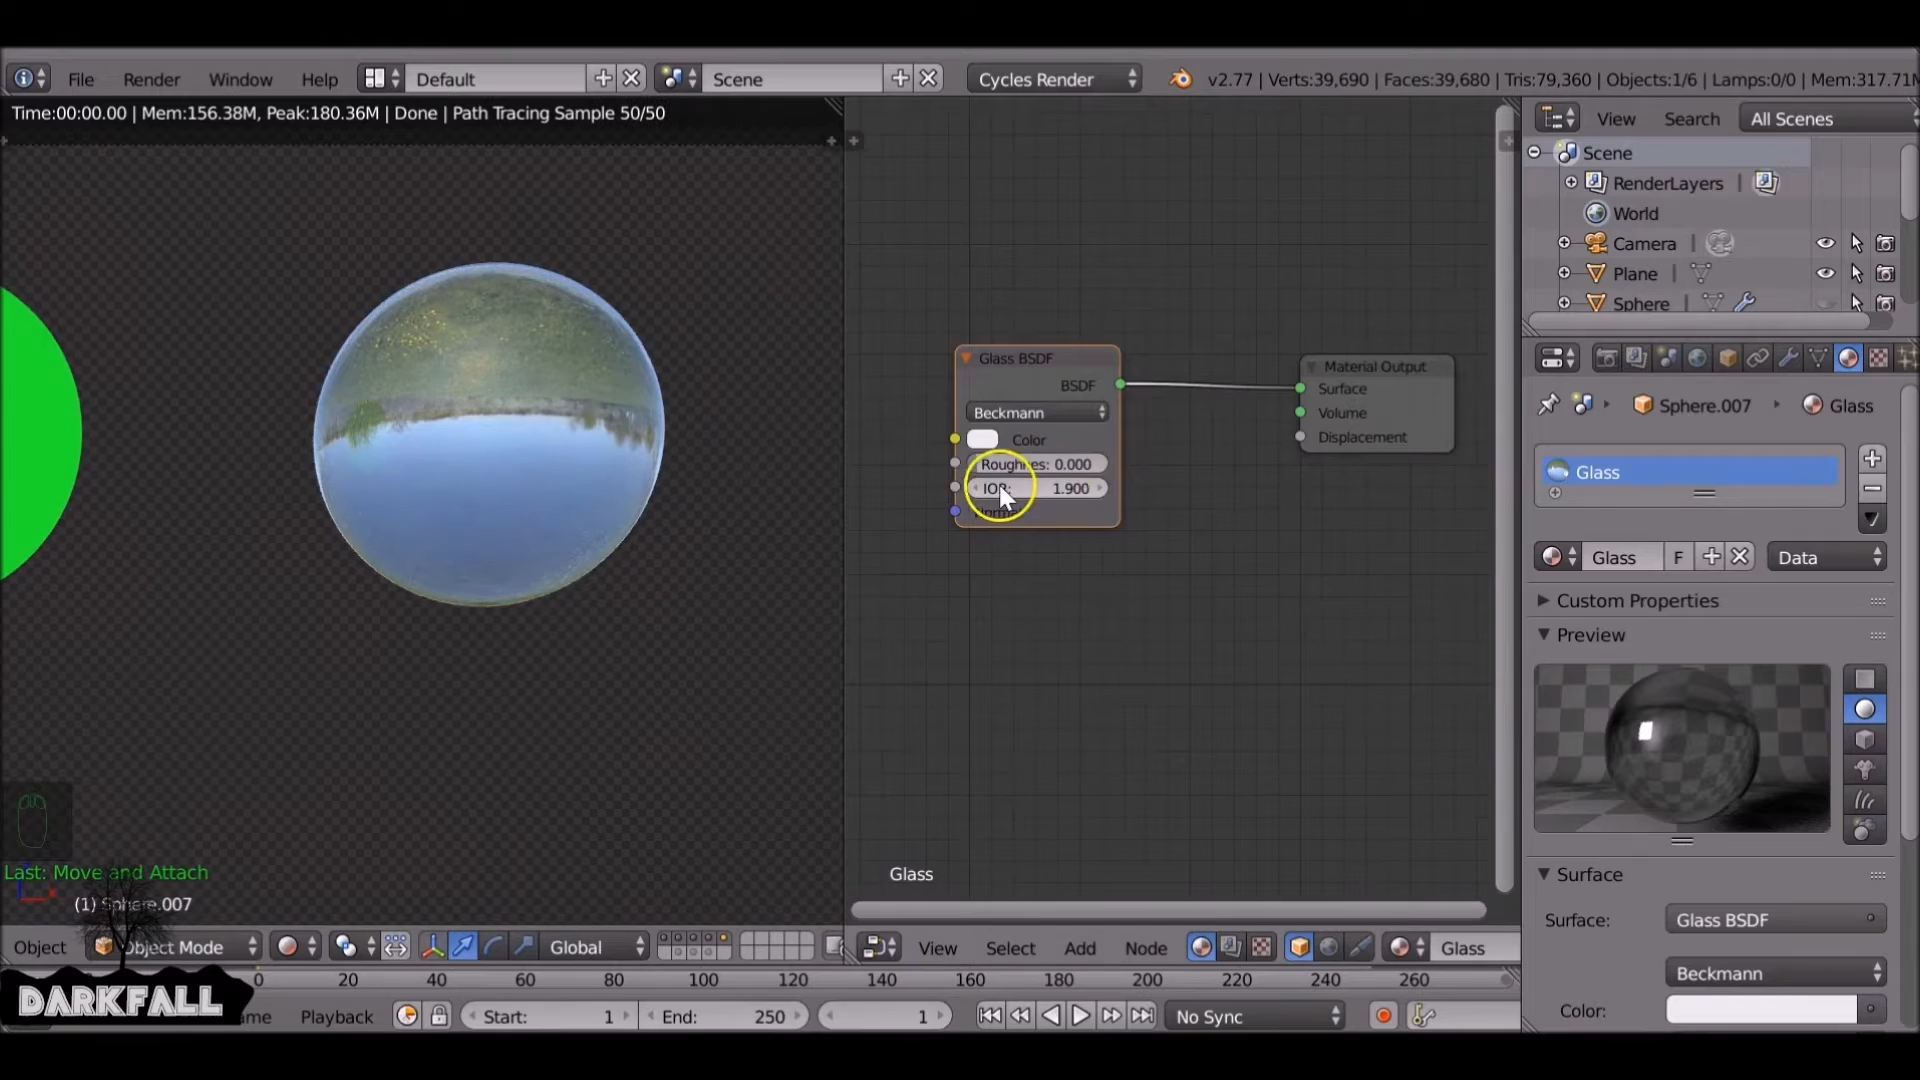 File Render Window Help Default Scene Cycles Render v2.77 | Verts:39,690 | Faces:39,680 | Tris:79,360 | Objects:1/6 | Lamps:0/0 | Mem:317.71M
Time:00:00.00 | Mem:156.38M, Peak:180.36M | Done | Path Tracing Sample 50/50
View Search All Scenes
Scene
RenderLayers |
World
Camera |
Plane |
Sphere |
Glass BSDF
BSDF
Beckmann
Color
Roughnes: 0.000
IOR: 1.900
Normal
Material Output
Surface
Volume
Displacement
Sphere.007 Glass
Glass
Glass F Data
Custom Properties
Preview
Surface
Surface: Glass BSDF
Beckmann
Color:
Glass
Last: Move and Attach
(1) Sphere.007
Object Object Mode Global View Select Add Node Glass
20 40 60 80 100 120 140 160 180 200 220 240 260
DARKFALL
Playback Start: 1 End: 250 1 No Sync